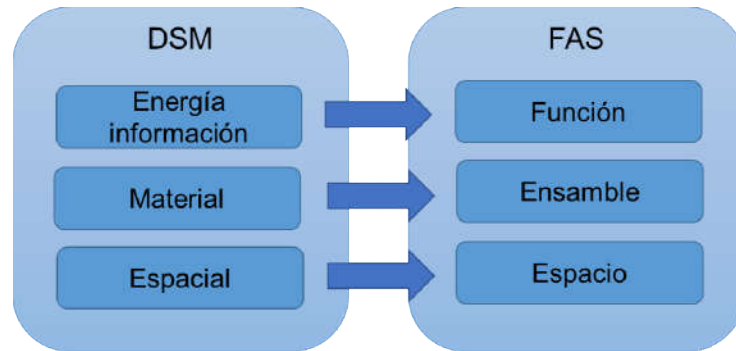 DSM
Energía
información
Material
Espacial
FAS
Función
Ensamble
Espacio